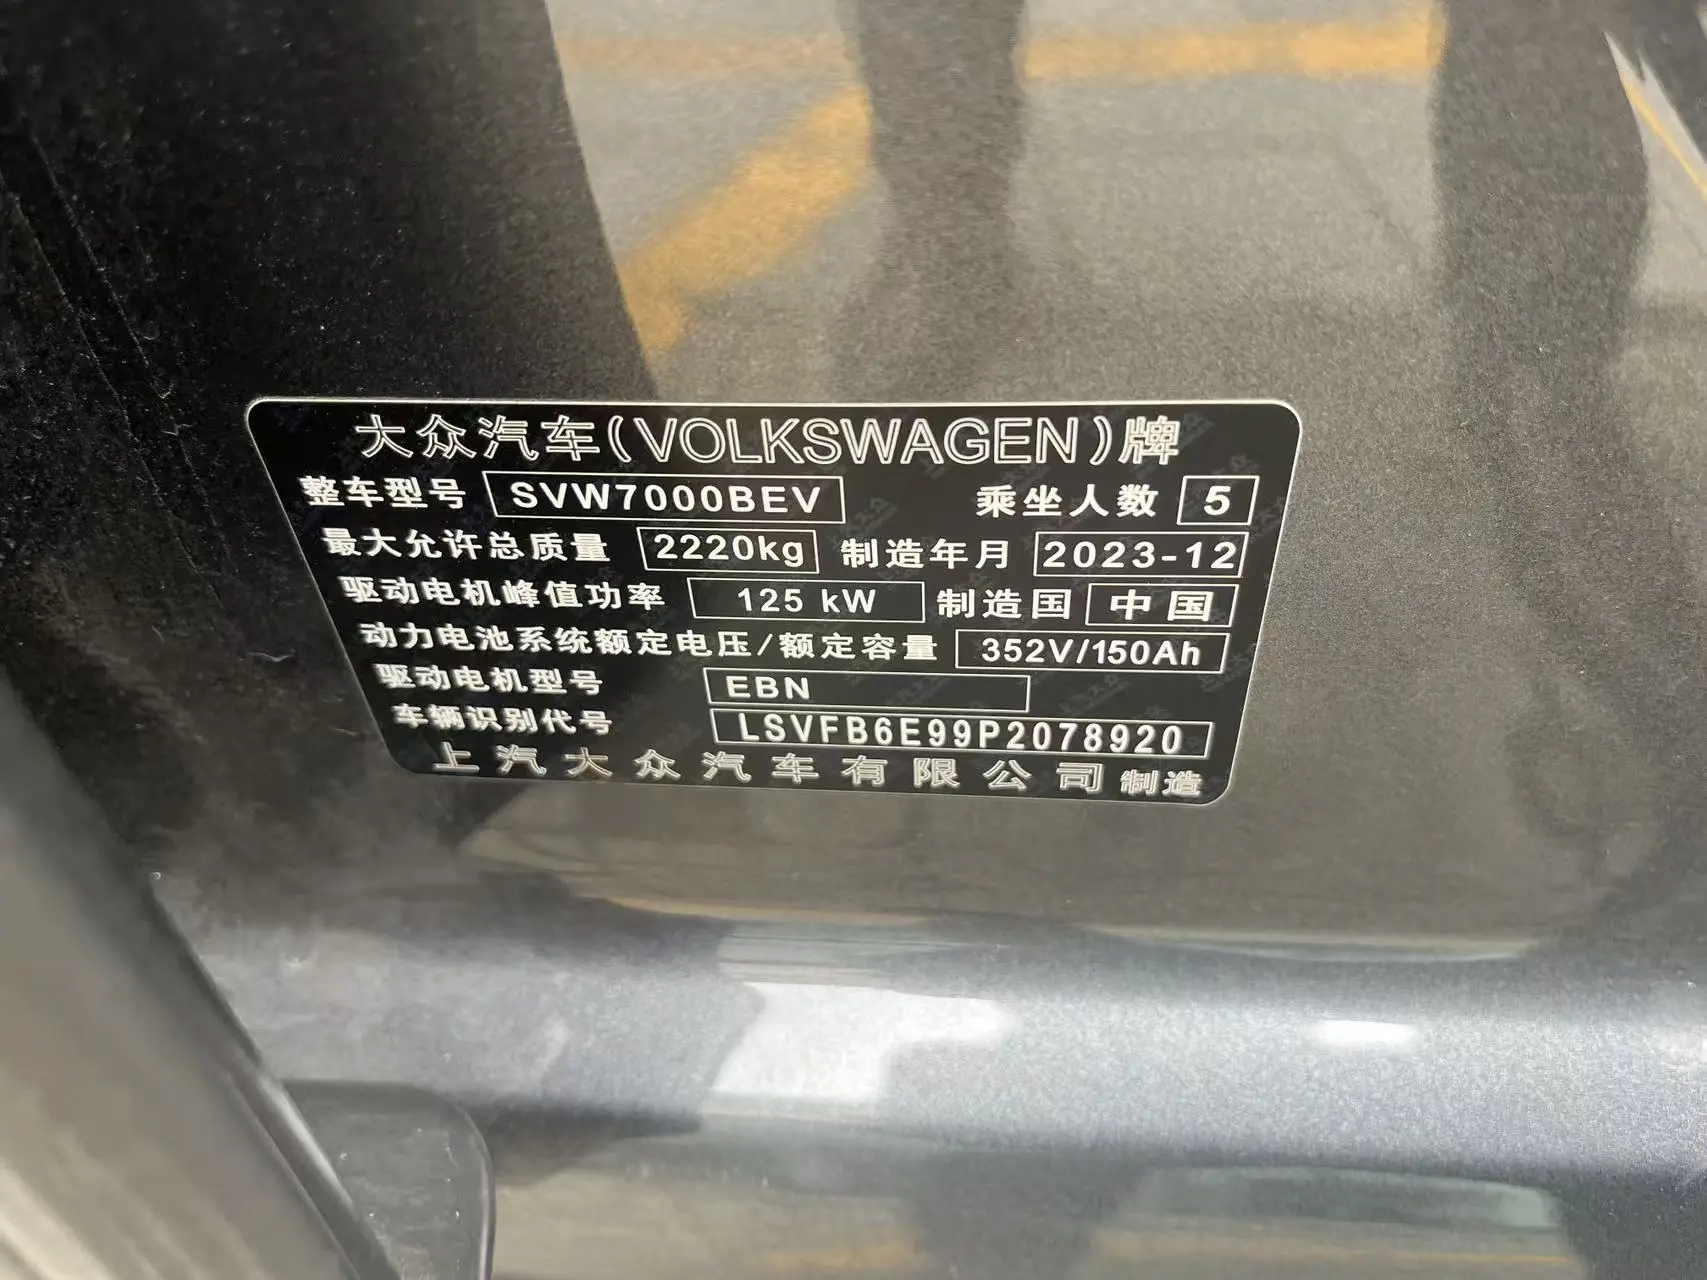 大众汽车(VOLKSWAGEN)牌
整车型号 SVW7000BEV 乘坐人数 5
最大允许总质量 2220kg 制造年月 2023-12
驱动电机峰值功率 125 kW 制造国 中国
动力电池系统额定电压/额定容量 352V/150Ah
驱动电机型号 EBN
车辆识别代号 LSVFB6E99P2078920
上汽大众汽车有限公司 制造